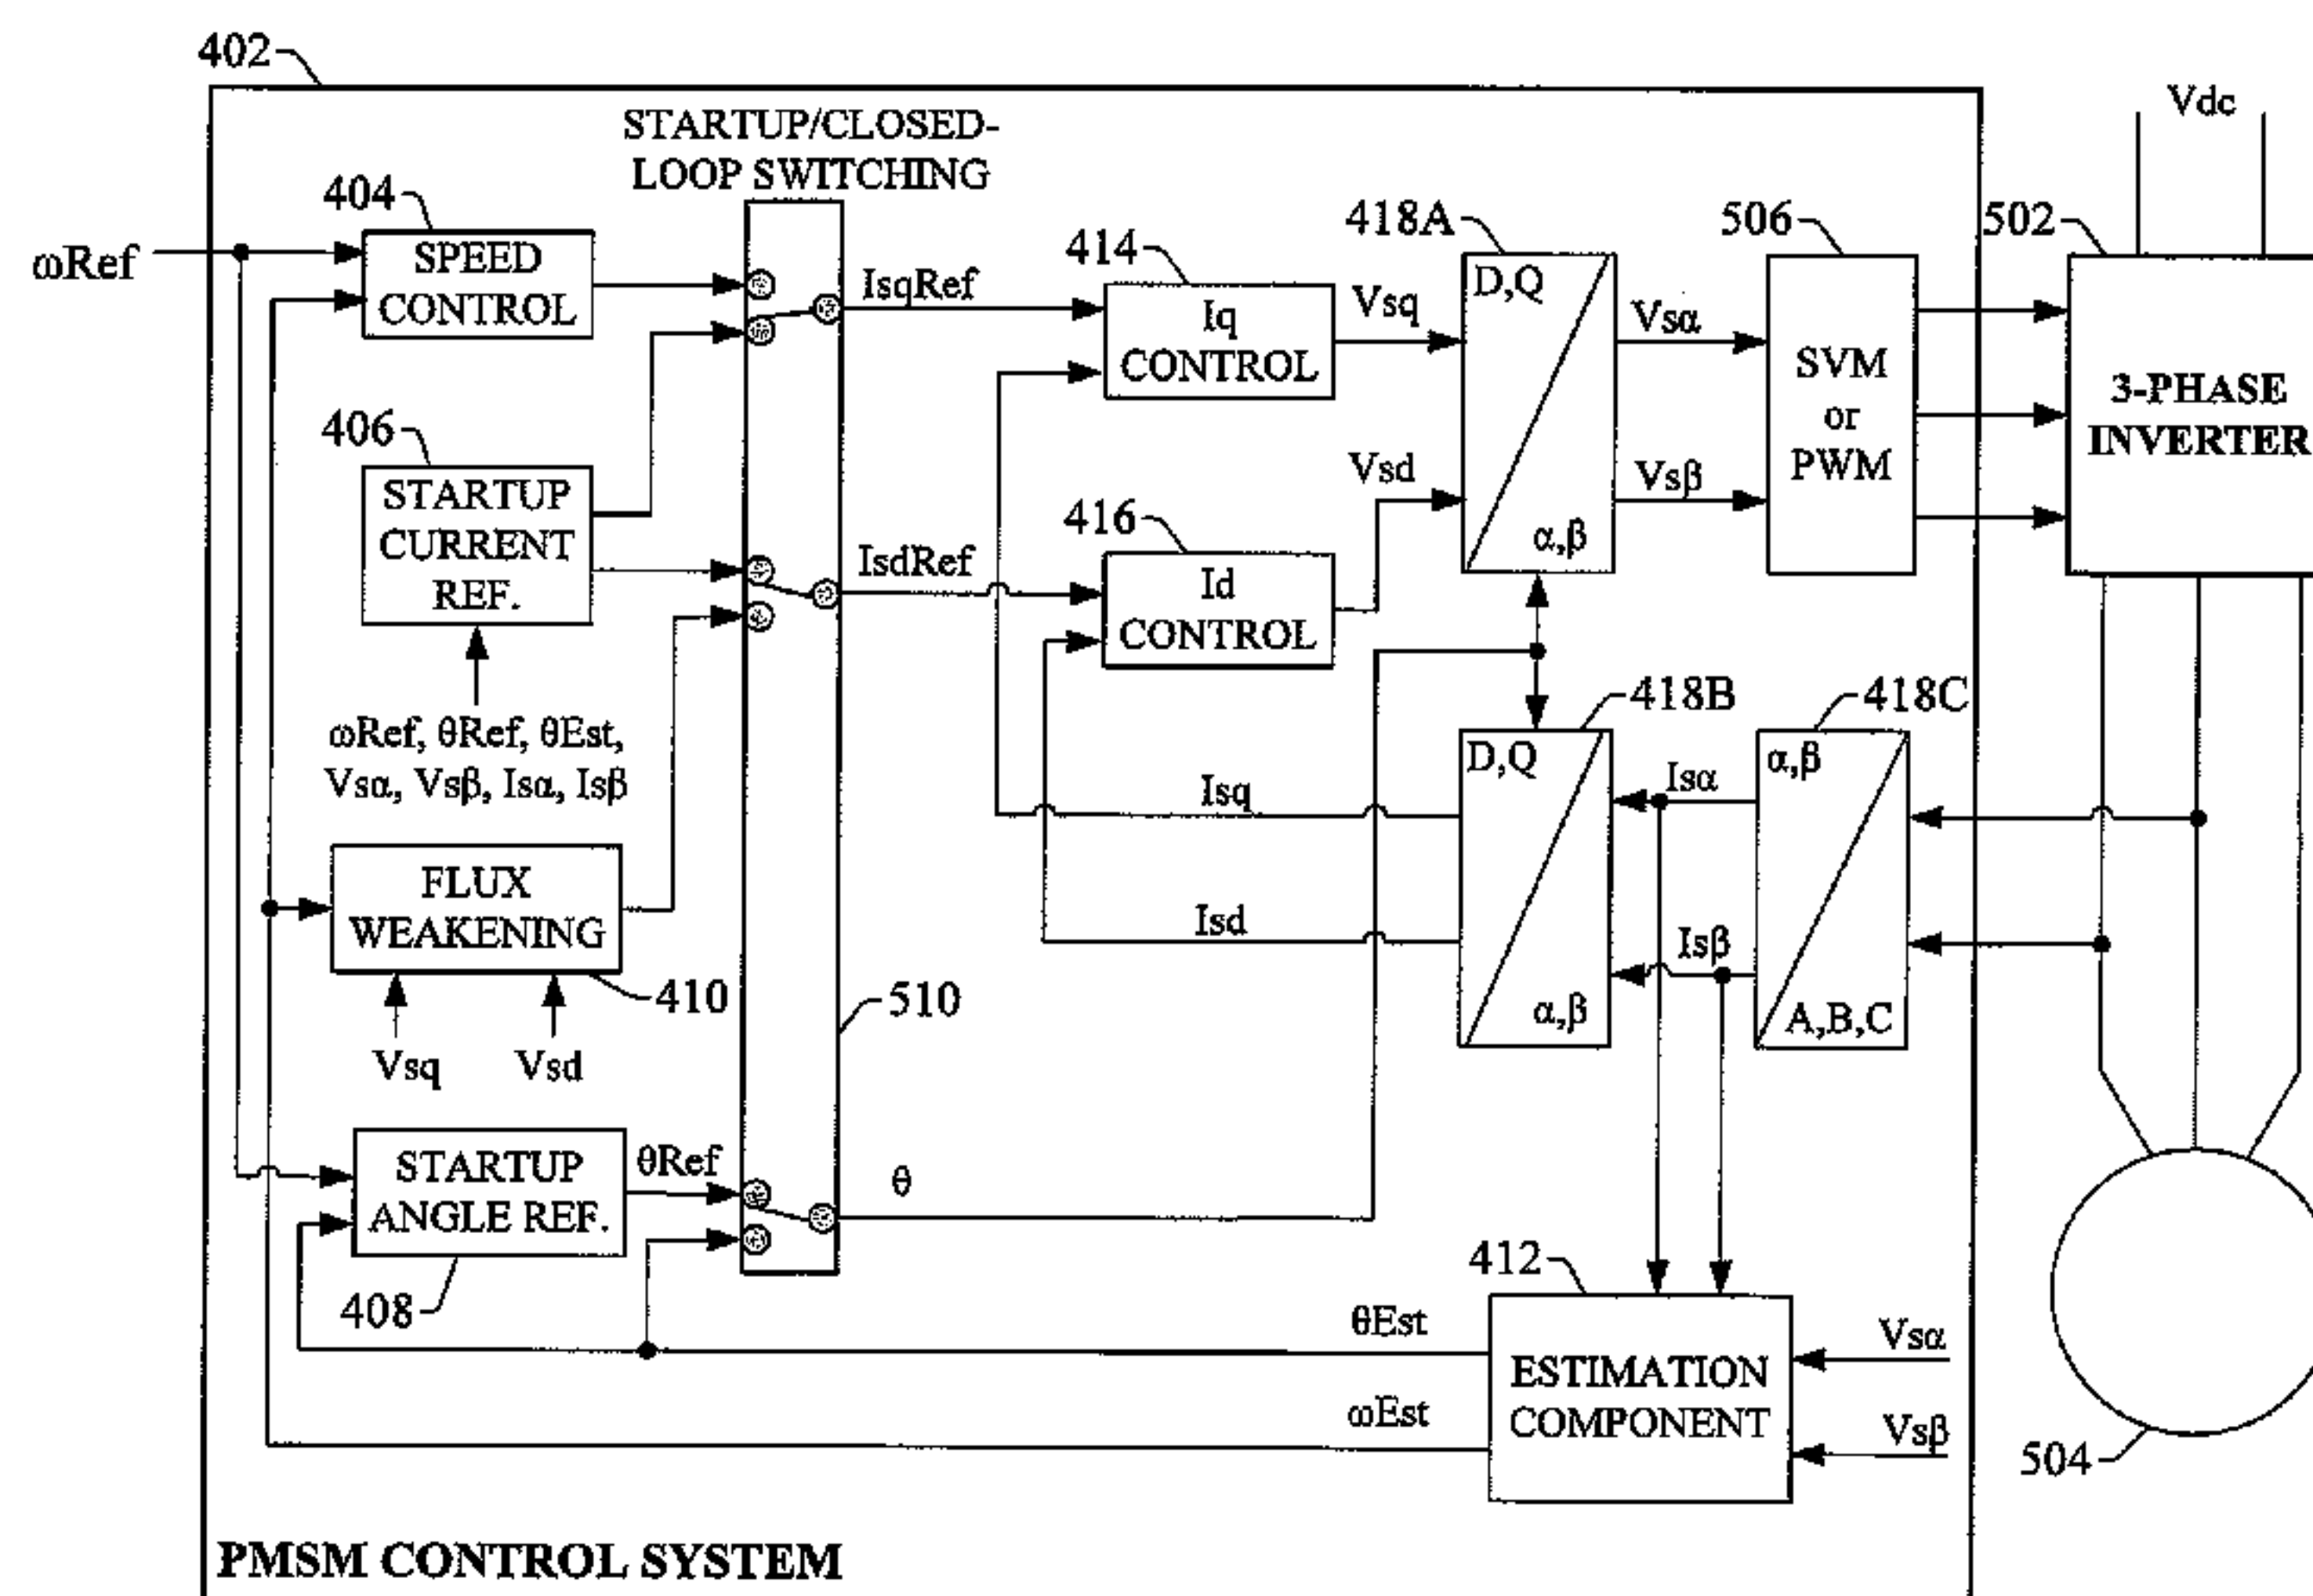 402
Vdc
STARTUP/CLOSED-
LOOP SWITCHING
404
418A
506
502
ωRef
SPEED
CONTROL
IsqRef
414
Iq
CONTROL
Vsq
D,Q
α,β
Vsα
Vsβ
SVM
or
PWM
3-PHASE
INVERTER
406
STARTUP
CURRENT
REF.
IsdRef
416
Id
CONTROL
Vsd
ωRef, θRef, θEst,
Vsα, Vsβ, Isα, Isβ
418B
418C
D,Q
α,β
Isα
Isβ
α,β
A,B,C
Isq
Isd
FLUX
WEAKENING
410
510
Vsq
Vsd
STARTUP
ANGLE REF.
θRef
θ
408
412
θEst
ωEst
ESTIMATION
COMPONENT
Vsα
Vsβ
504
PMSM CONTROL SYSTEM